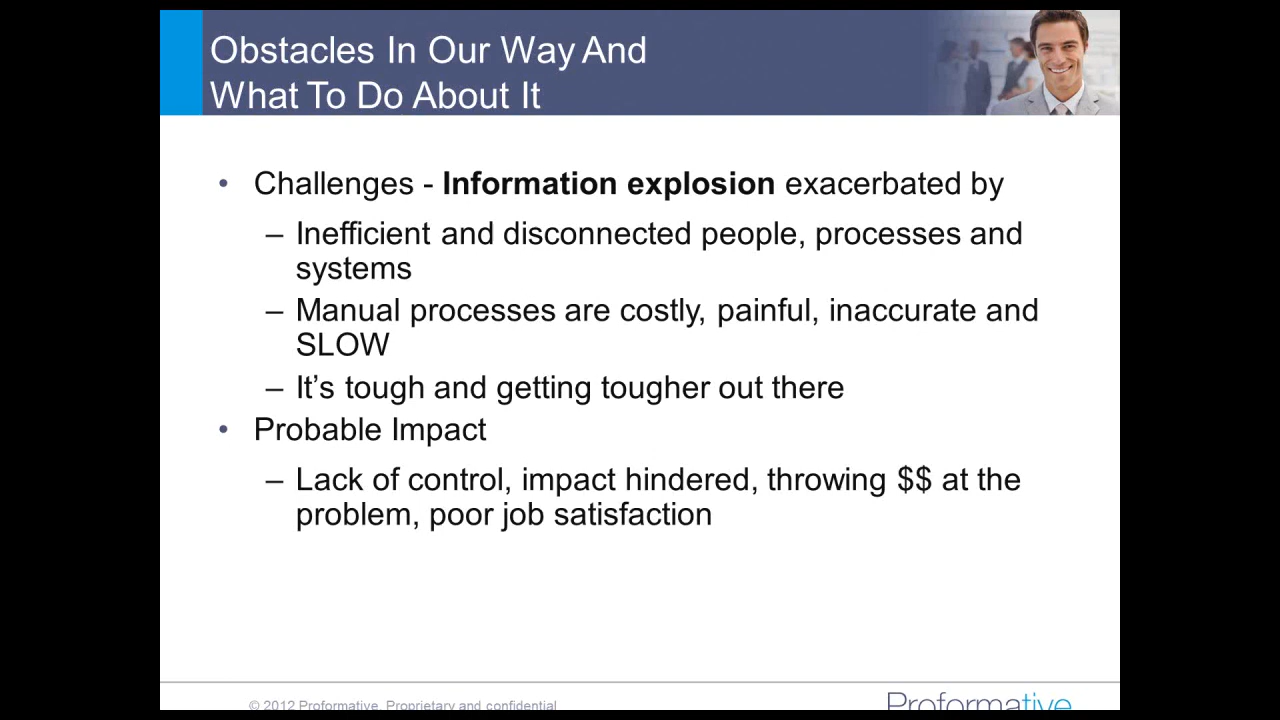 Obstacles In Our Way And
What To Do About It
• Challenges - Information explosion exacerbated by
– Inefficient and disconnected people, processes and
systems
– Manual processes are costly, painful, inaccurate and
SLOW
– It's tough and getting tougher out there
• Probable Impact
– Lack of control, impact hindered, throwing $$ at the
problem, poor job satisfaction
© 2012 Proformative, Proprietary and confidential
Proformative